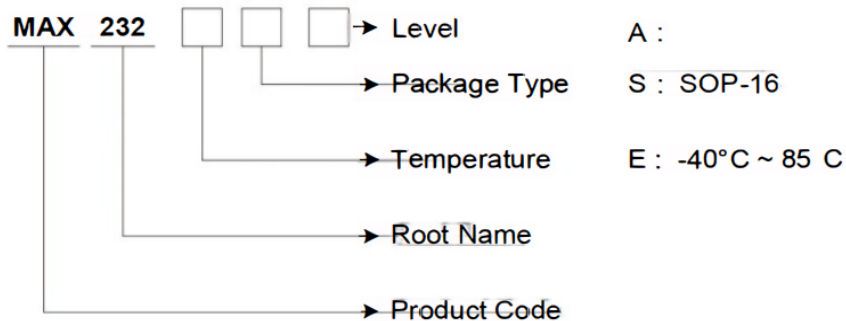 MAX 232 Level A :
Package Type S : SOP-16
Temperature E : -40°C ~ 85 C
Root Name
Product Code